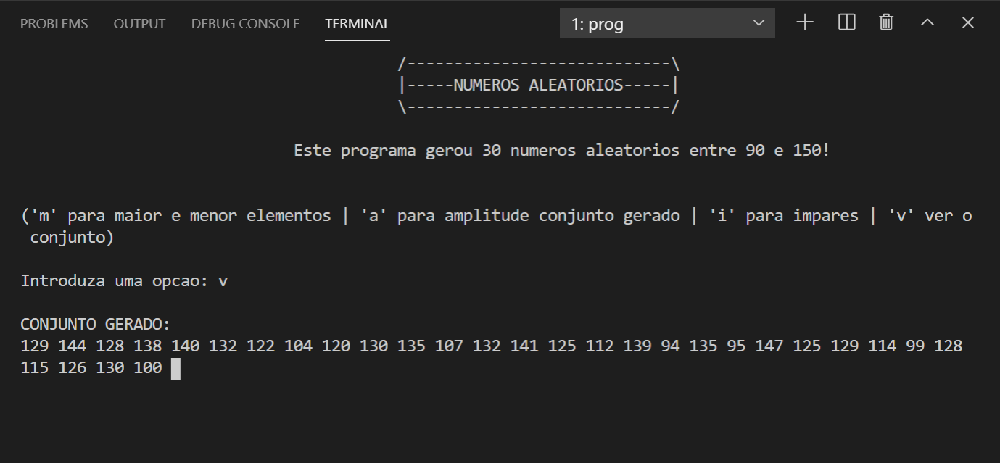 PROBLEMS OUTPUT DEBUG CONSOLE TERMINAL 1: prog
/----------------------------\
|-----NUMEROS ALEATORIOS-----|
\----------------------------/
Este programa gerou 30 numeros aleatorios entre 90 e 150!
('m' para maior e menor elementos | 'a' para amplitude conjunto gerado | 'i' para impares | 'v' ver o
conjunto)
Introduza uma opcao: v
CONJUNTO GERADO:
129 144 128 138 140 132 122 104 120 130 135 107 132 141 125 112 139 94 135 95 147 125 129 114 99 128
115 126 130 100